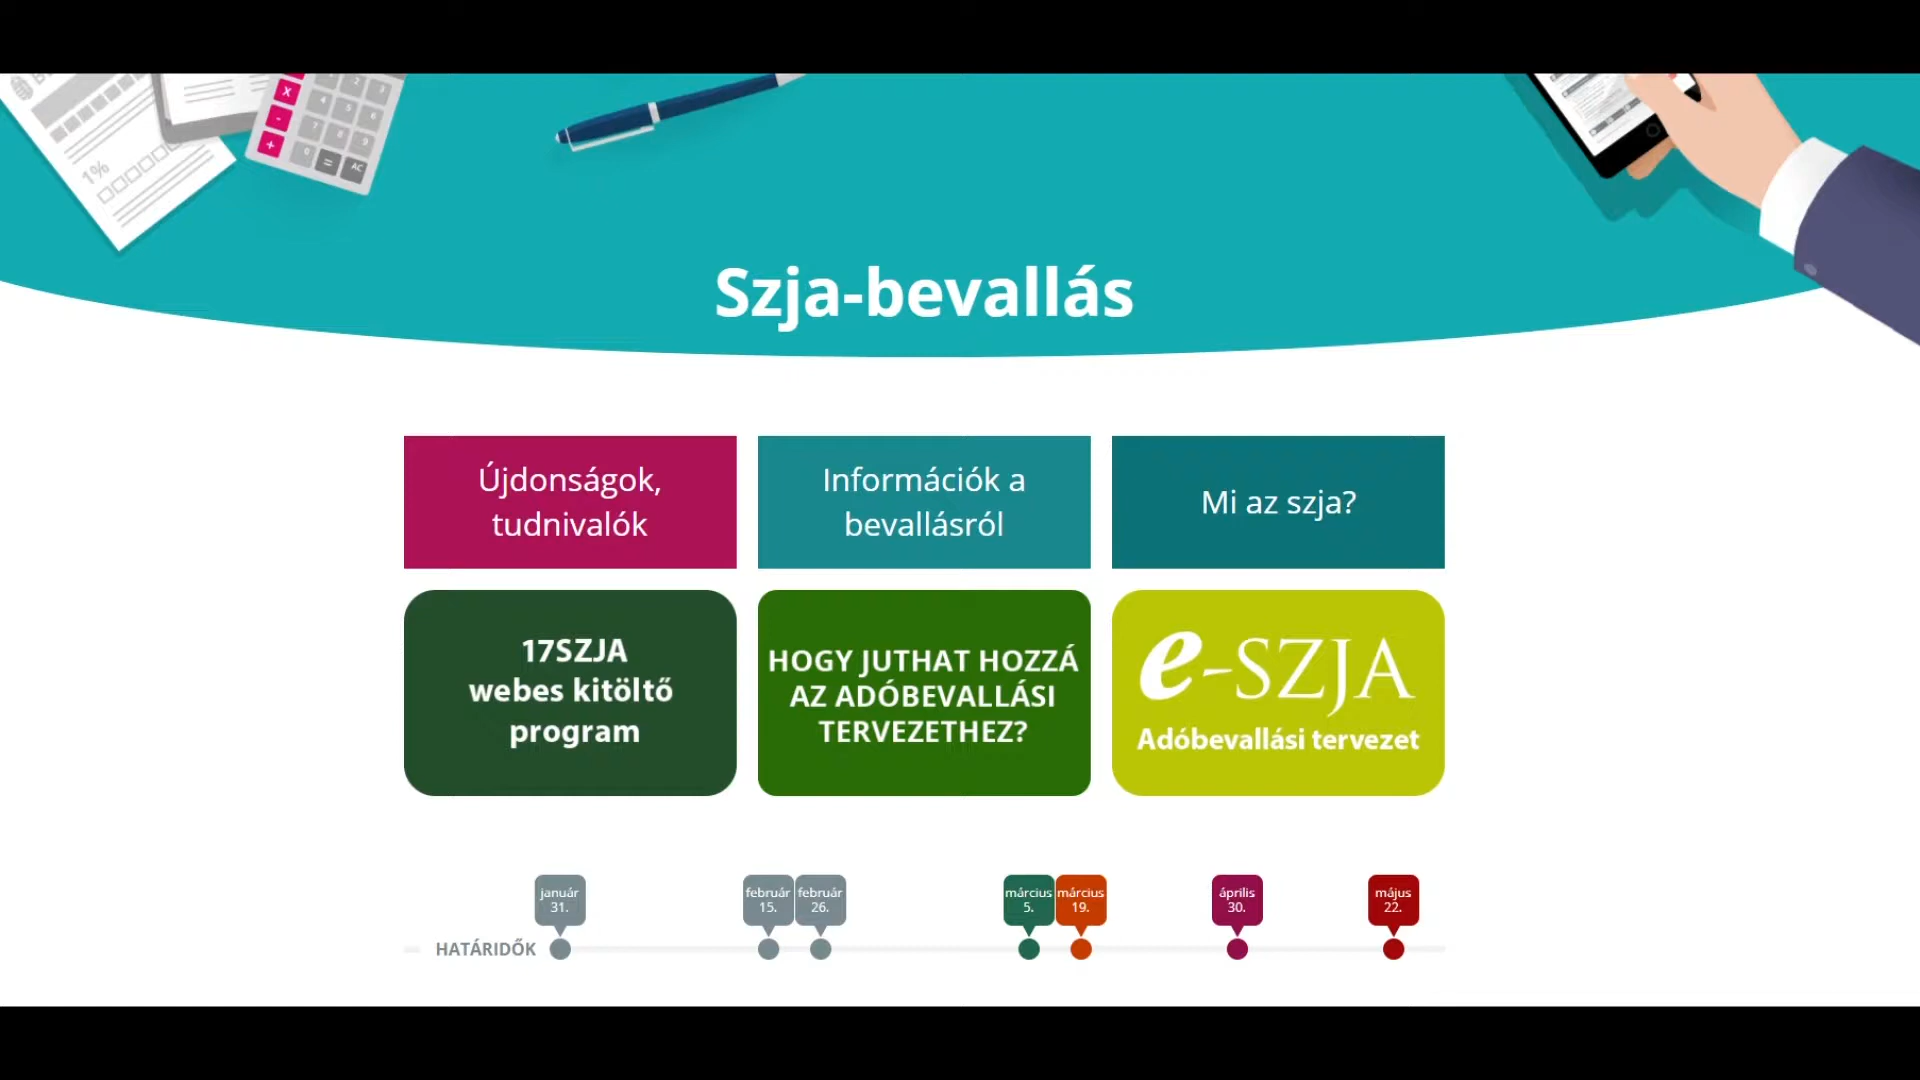 1%
Szja-bevallás
Újdonságok,
tudnivalók
Információk a
bevallásról
Mi az szja?
17SZJA
webes kitöltő
program
HOGY JUTHAT HOZZÁ
AZ ADÓBEVALLÁSI
TERVEZETHEZ?
e-SZJA
Adóbevallási tervezet
január
31.
február
15.
február
26.
március
5.
március
19.
április
30.
május
22.
HATÁRIDŐK